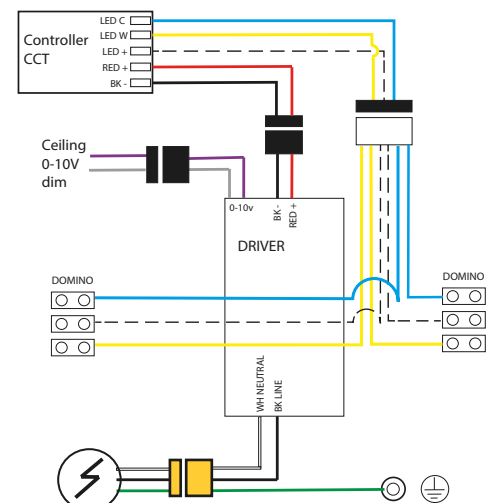 LED C
LED W
LED +
RED +
BK -
Controller
CCT
Ceiling
0-10V
dim
0-10v
BK -
RED +
DRIVER
DOMINO
DOMINO
WH NEUTRAL
BK LINE